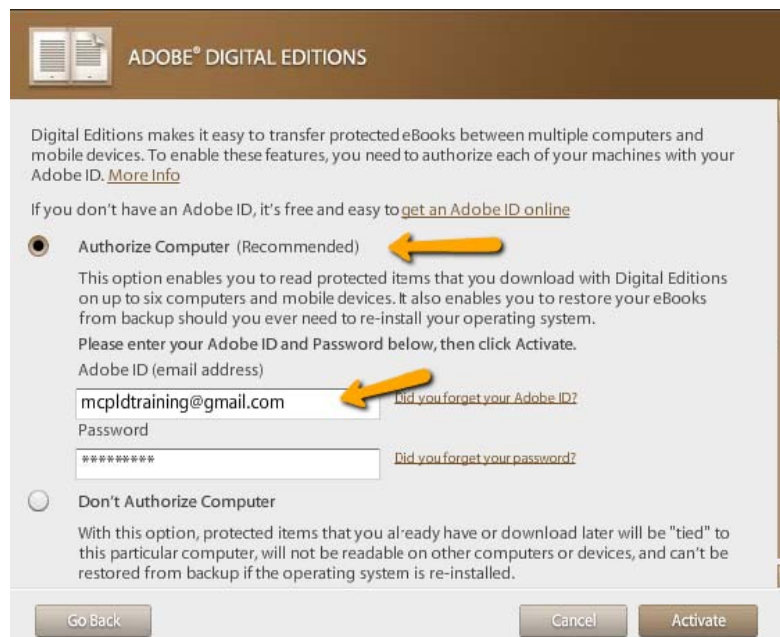 ADOBE® DIGITAL EDITIONS
Digital Editions makes it easy to transfer protected eBooks between multiple computers and
mobile devices. To enable these features, you need to authorize each of your machines with your
Adobe ID. More Info
If you don't have an Adobe ID, it's free and easy to get an Adobe ID online
Authorize Computer (Recommended)
This option enables you to read protected items that you download with Digital Editions
on up to six computers and mobile devices. It also enables you to restore your eBooks
from backup should you ever need to re-install your operating system.
Please enter your Adobe ID and Password below, then click Activate.
Adobe ID (email address)
mcpldtraining@gmail.com Did you forget your Adobe ID?
Password
********* Did you forget your password?
Don't Authorize Computer
With this option, protected items that you already have or download later will be "tied" to
this particular computer, will not be readable on other computers or devices, and can't be
restored from backup if the operating system is re-installed.
Go Back Cancel Activate